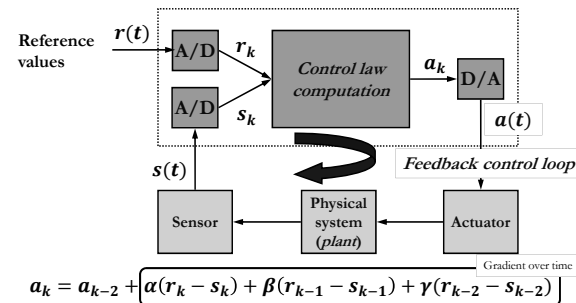 Reference
values
r(t)
A/D
r_k
A/D
s_k
Control law
computation
a_k
D/A
a(t)
s(t)
Feedback control loop
Sensor
Physical
system
(plant)
Actuator
Gradient over time
a_k = a_{k-2} + α(r_k − s_k) + β(r_{k-1} − s_{k-1}) + γ(r_{k-2} − s_{k-2})